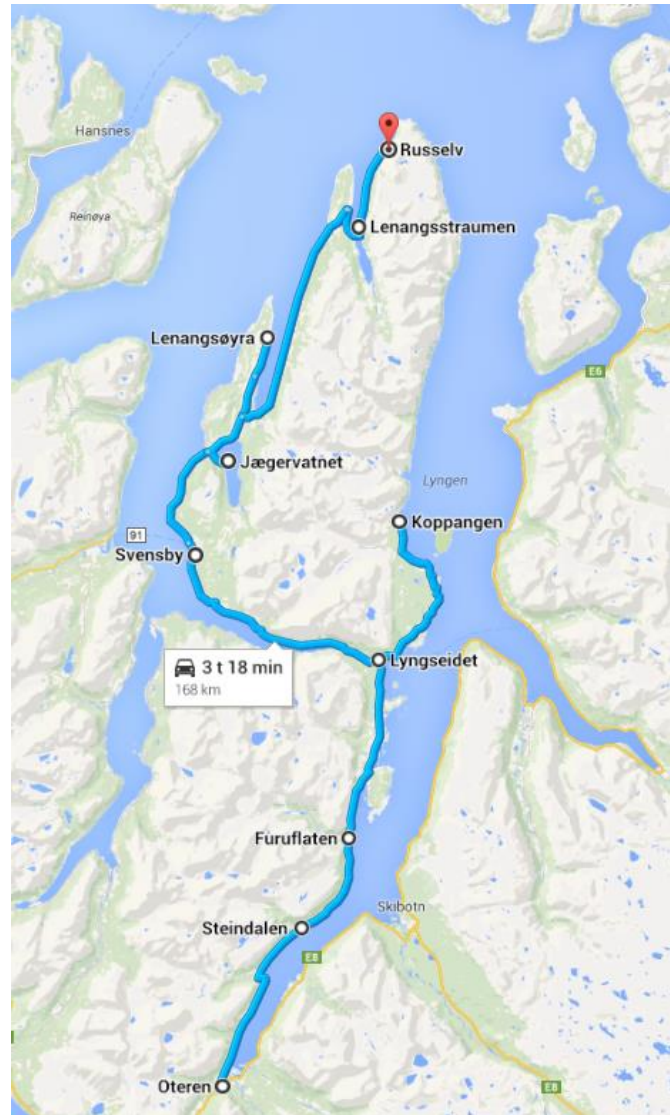 Hansnes
Russelv
Reinøya
Lenangsstraumen
Lenangsøyra
E6
Jægervatnet
Lyngen
Koppangen
91
Svensby
Lyngseidet
3 t 18 min
168 km
Furuflaten
Skibotn
Steindalen
E8
Oteren
E8